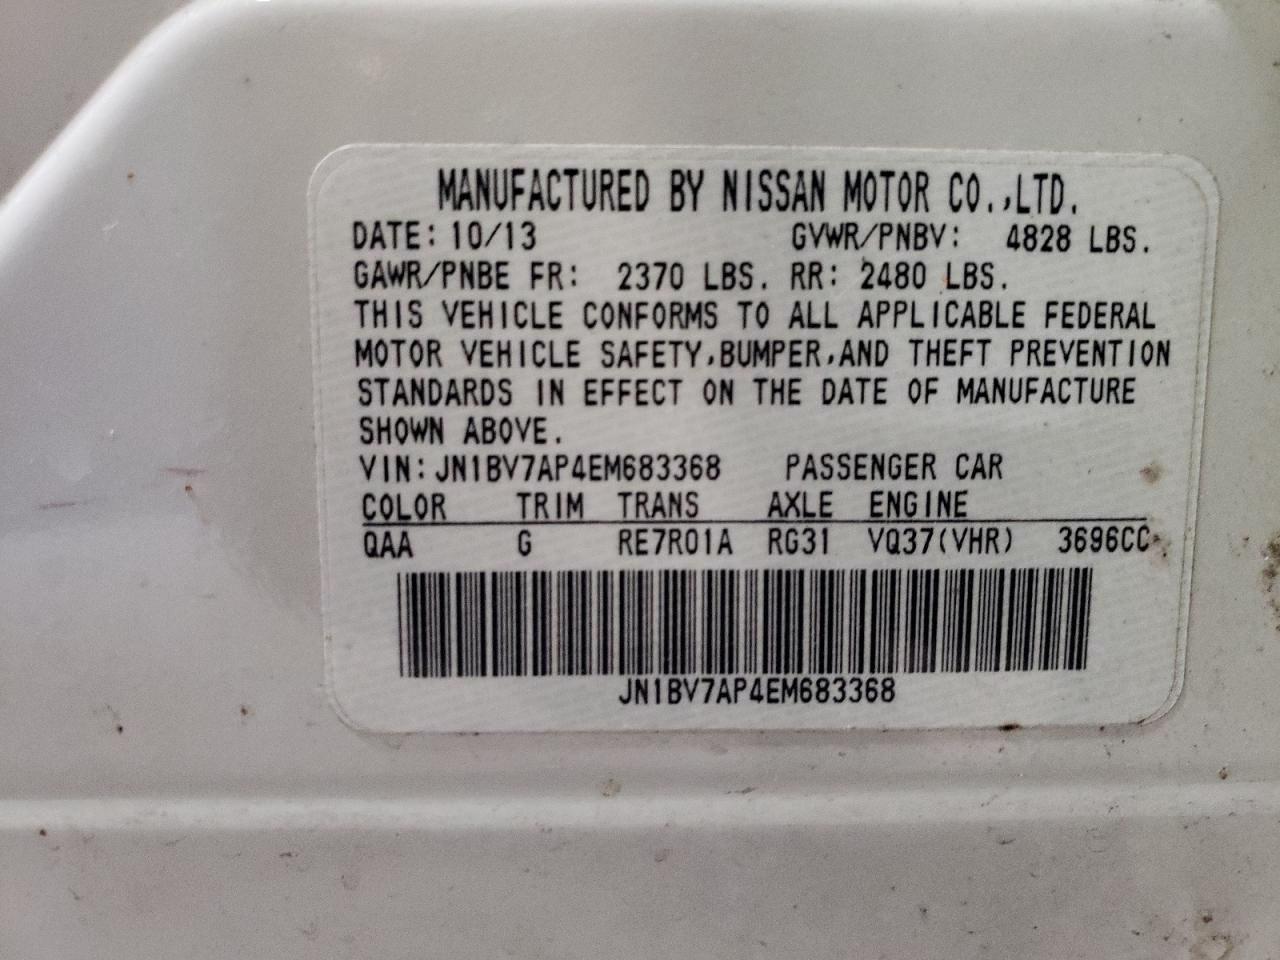 MANUFACTURED BY NISSAN MOTOR CO.,LTD.
DATE: 10/13 GVWR/PNBV: 4828 LBS.
GAWR/PNBE FR: 2370 LBS. RR: 2480 LBS.
THIS VEHICLE CONFORMS TO ALL APPLICABLE FEDERAL
MOTOR VEHICLE SAFETY,BUMPER,AND THEFT PREVENTION
STANDARDS IN EFFECT ON THE DATE OF MANUFACTURE
SHOWN ABOVE.
VIN: JN1BV7AP4EM683368 PASSENGER CAR
COLOR TRIM TRANS AXLE ENGINE
QAA G RE7R01A RG31 VQ37(VHR) 3696CC
JN1BV7AP4EM683368